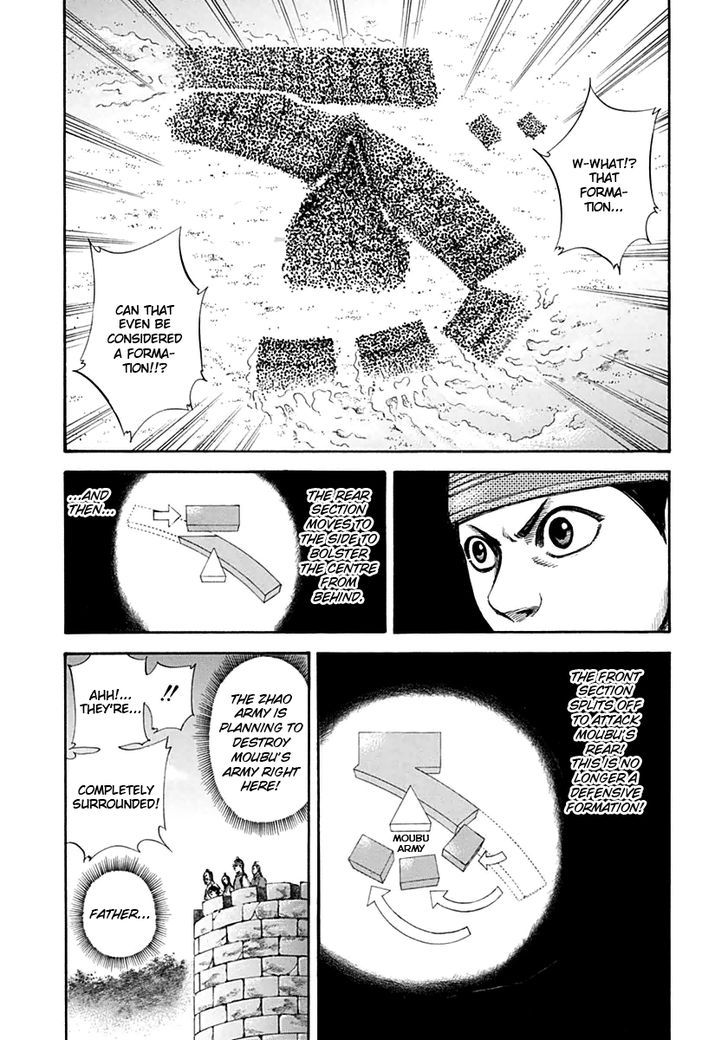 W-WHAT!?
THAT
FORMA-
TION...
CAN THAT
EVEN BE
CONSIDERED
A FORMA-
TION!!?
THE REAR
SECTION
MOVES TO
THE SIDE TO
BOLSTER
THE CENTRE
FROM
BEHIND.
...AND
THEN...
THE FRONT
SECTION
SPLITS OFF
TO ATTACK
MOUBU'S
REAR!
THIS IS NO
LONGER A
DEFENSIVE
FORMATION!
MOUBU
ARMY
THE ZHAO
ARMY IS
PLANNING TO
DESTROY
MOUBU'S
ARMY RIGHT
HERE!
!!
AHH!...
THEY'RE...
COMPLETELY
SURROUNDED!
FATHER...